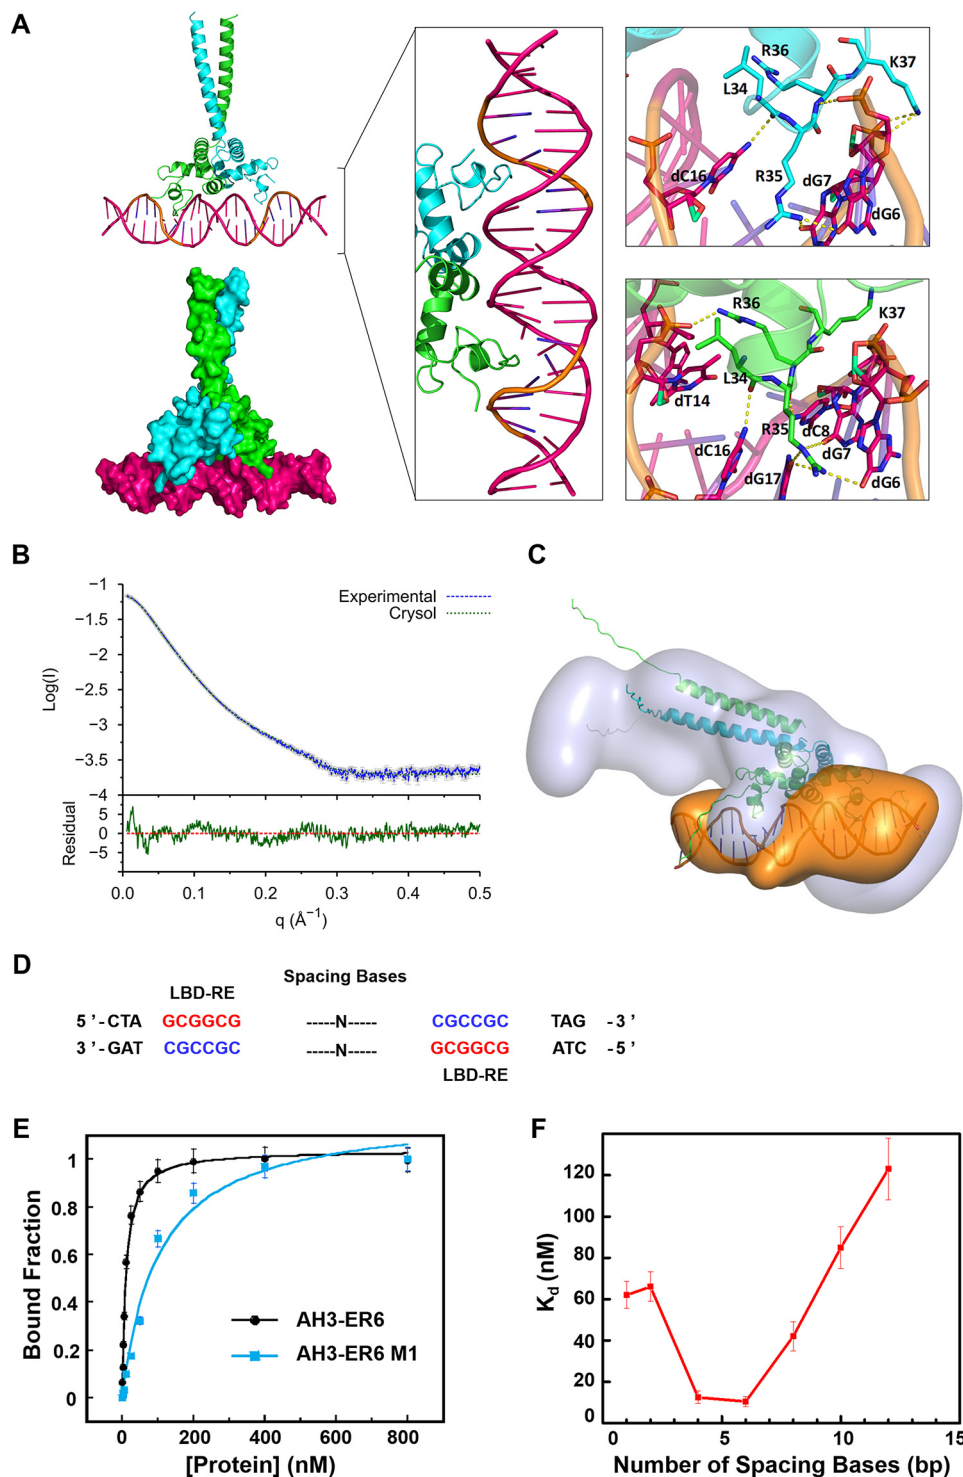 A
R36
K37
L34
dC16
R35
dG7
dG6
R36
K37
L34
dT14
R35
dC8
dC16
dG7
dG17
dG6
B
C
−1
−1.5
−2
−2.5
−3
−3.5
−4
Log(I)
Experimental
Crysol
5
0
−5
Residual
0.0 0.1 0.2 0.3 0.4 0.5
q (Å⁻¹)
D
Spacing Bases
LBD-RE
5'-CTA GCGGCG -----N----- CGCCGC TAG -3'
3'-GAT CGCCGC -----N----- GCGGCG ATC -5'
LBD-RE
E
1
0.8
0.6
0.4
0.2
0
Bound Fraction
AH3-ER6
AH3-ER6 M1
0 200 400 600 800
[Protein] (nM)
F
120
100
80
60
40
20
0
K_d (nM)
0 5 10 15
Number of Spacing Bases (bp)